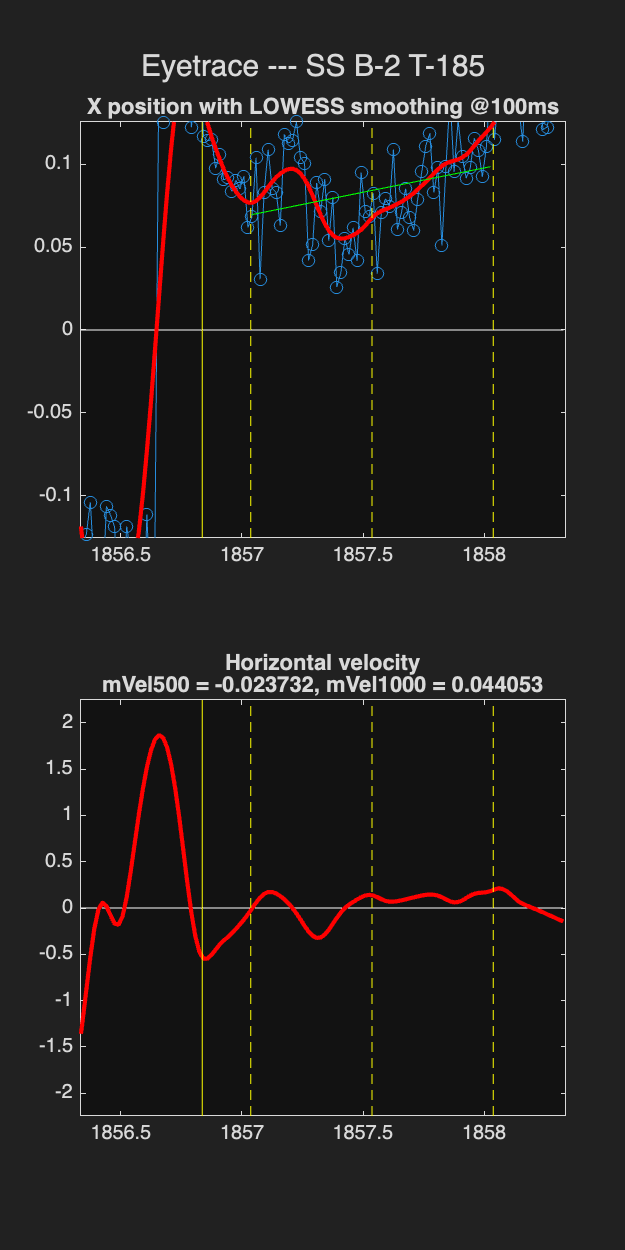 Eyetrace --- SS B-2 T-185
X position with LOWESS smoothing @100ms
0.1
0.05
0
-0.05
-0.1
1856.5 1857 1857.5 1858
Horizontal velocity
mVel500 = -0.023732, mVel1000 = 0.044053
2
1.5
1
0.5
0
-0.5
-1
-1.5
-2
1856.5 1857 1857.5 1858